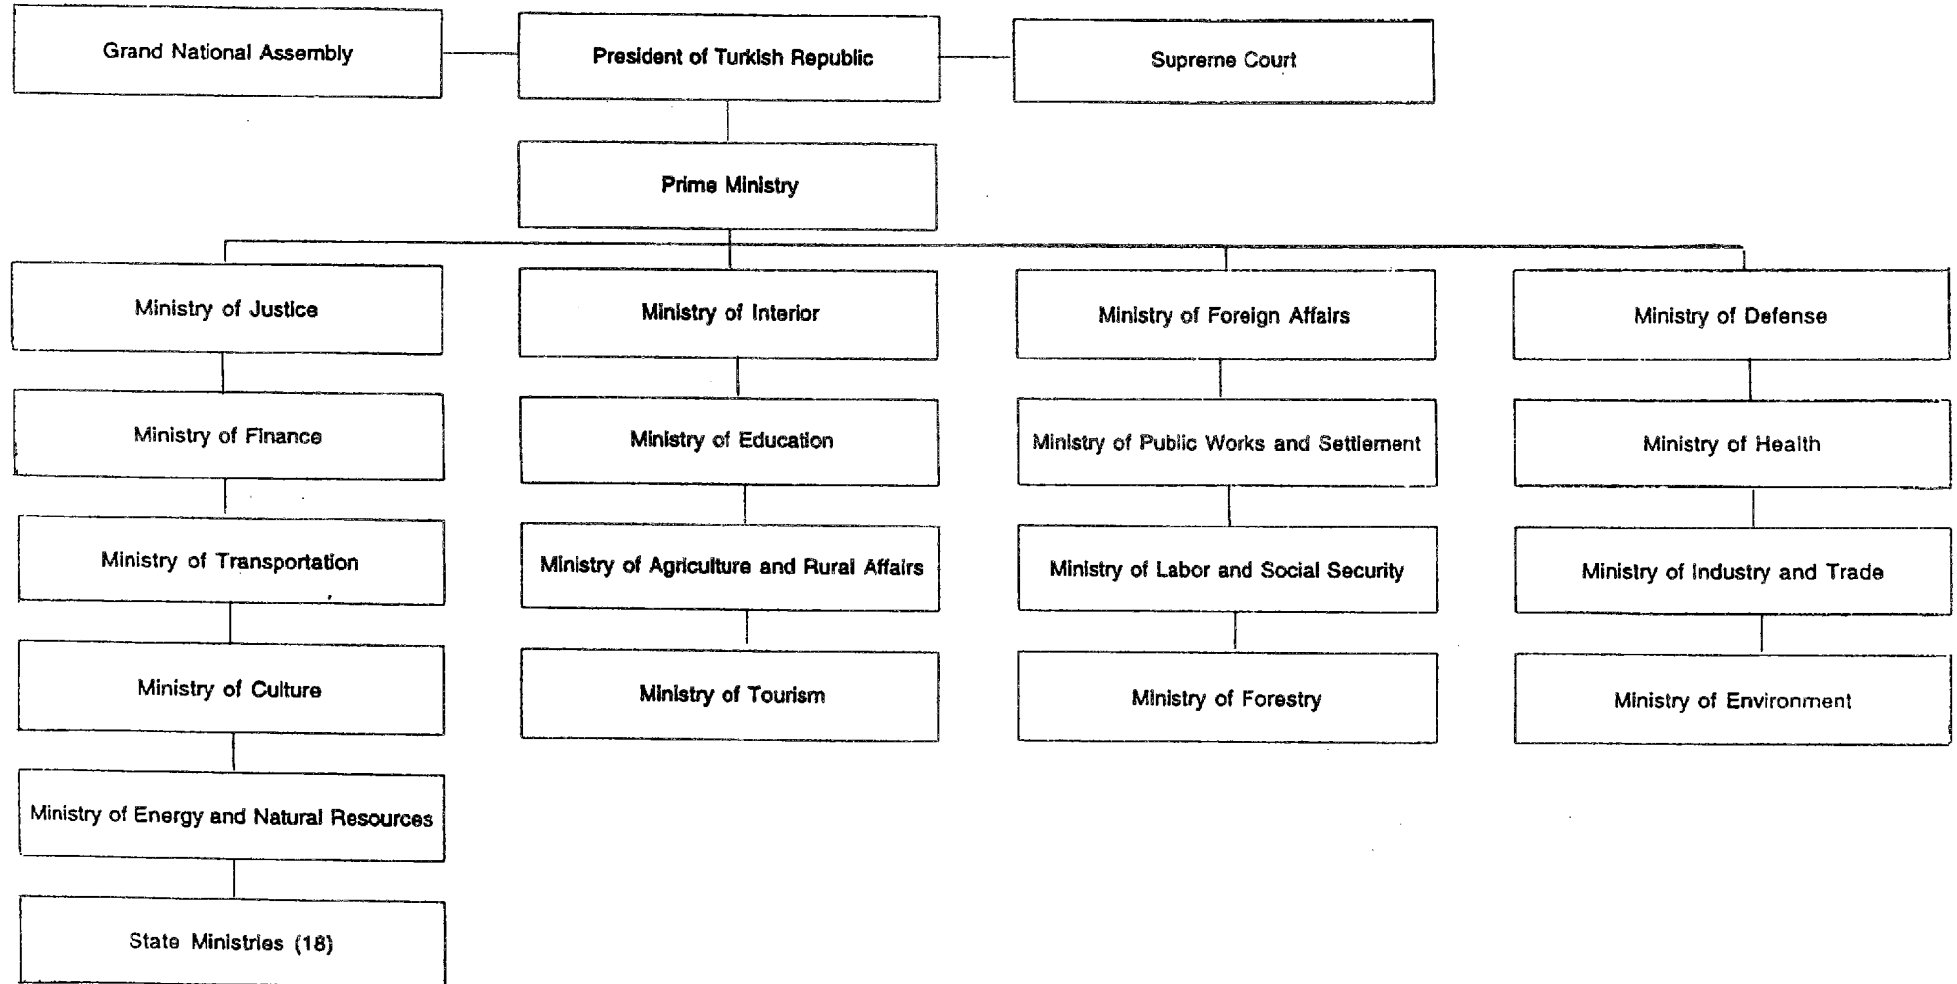 Grand National Assembly
President of Turkish Republic
Supreme Court
Prime Ministry
Ministry of Justice
Ministry of Interior
Ministry of Foreign Affairs
Ministry of Defense
Ministry of Finance
Ministry of Education
Ministry of Public Works and Settlement
Ministry of Health
Ministry of Transportation
Ministry of Agriculture and Rural Affairs
Ministry of Labor and Social Security
Ministry of Industry and Trade
Ministry of Culture
Ministry of Tourism
Ministry of Forestry
Ministry of Environment
Ministry of Energy and Natural Resources
State Ministries (18)